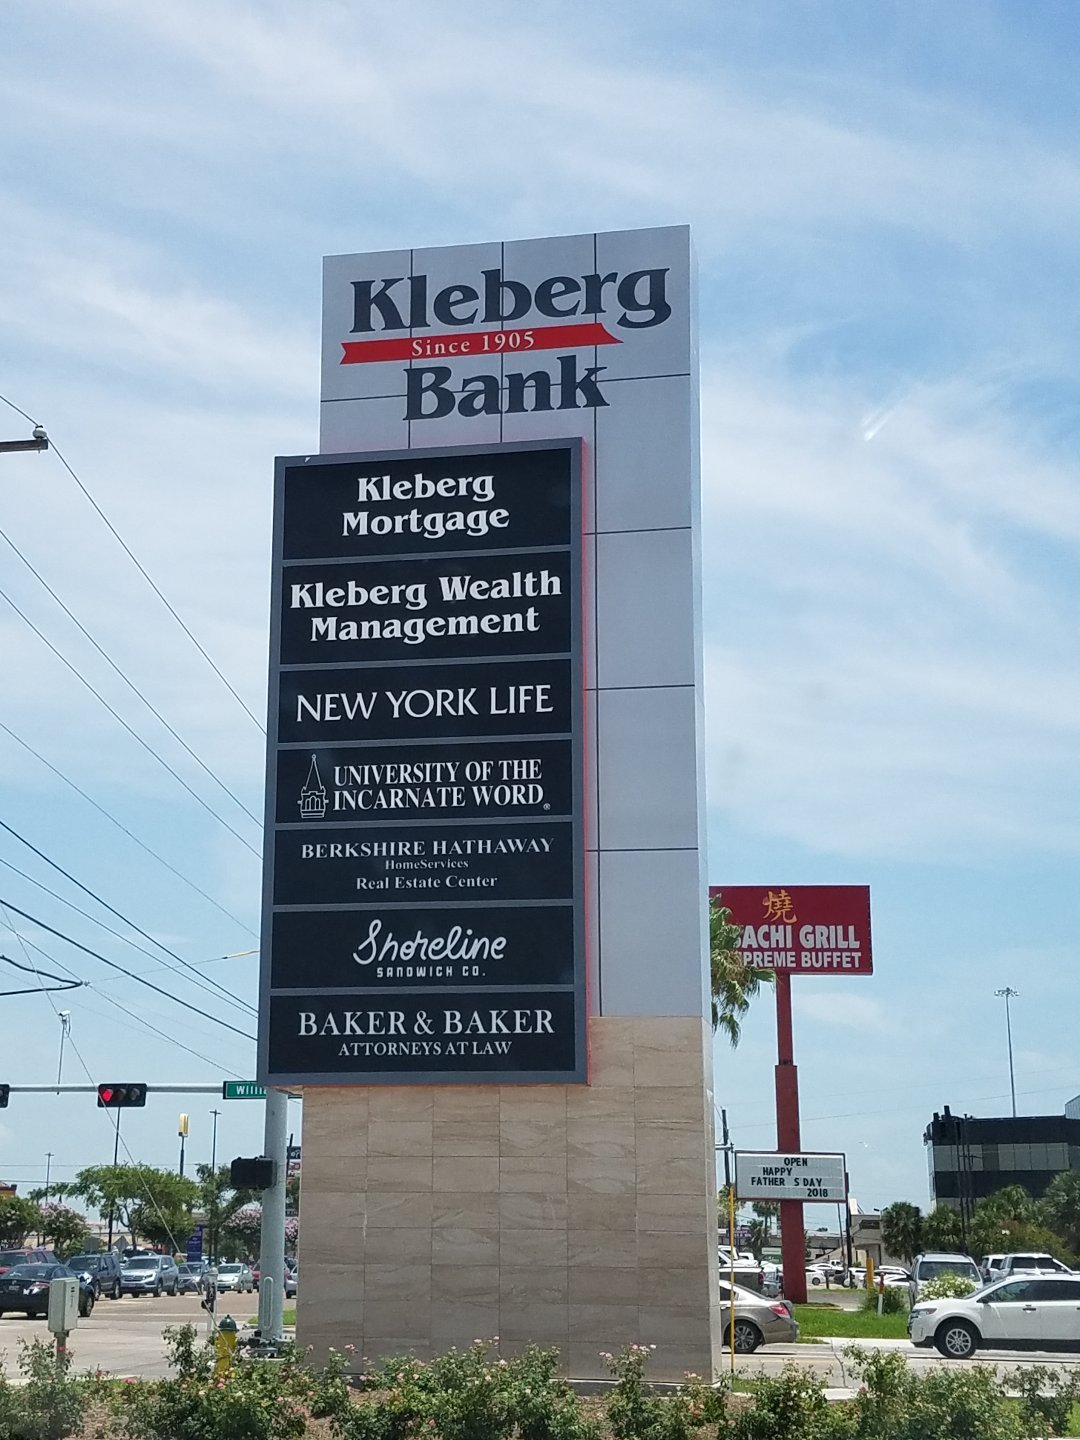 Kleberg
Since 1905
Bank
Kleberg
Mortgage
Kleberg Wealth
Management
NEW YORK LIFE
UNIVERSITY OF THE
INCARNATE WORD®
BERKSHIRE HATHAWAY
HomeServices
Real Estate Center
Shoreline
SANDWICH CO.
BAKER & BAKER
ATTORNEYS AT LAW
燒
GRILL
BUFFET
OPEN
HAPPY
FATHER S DAY
2018